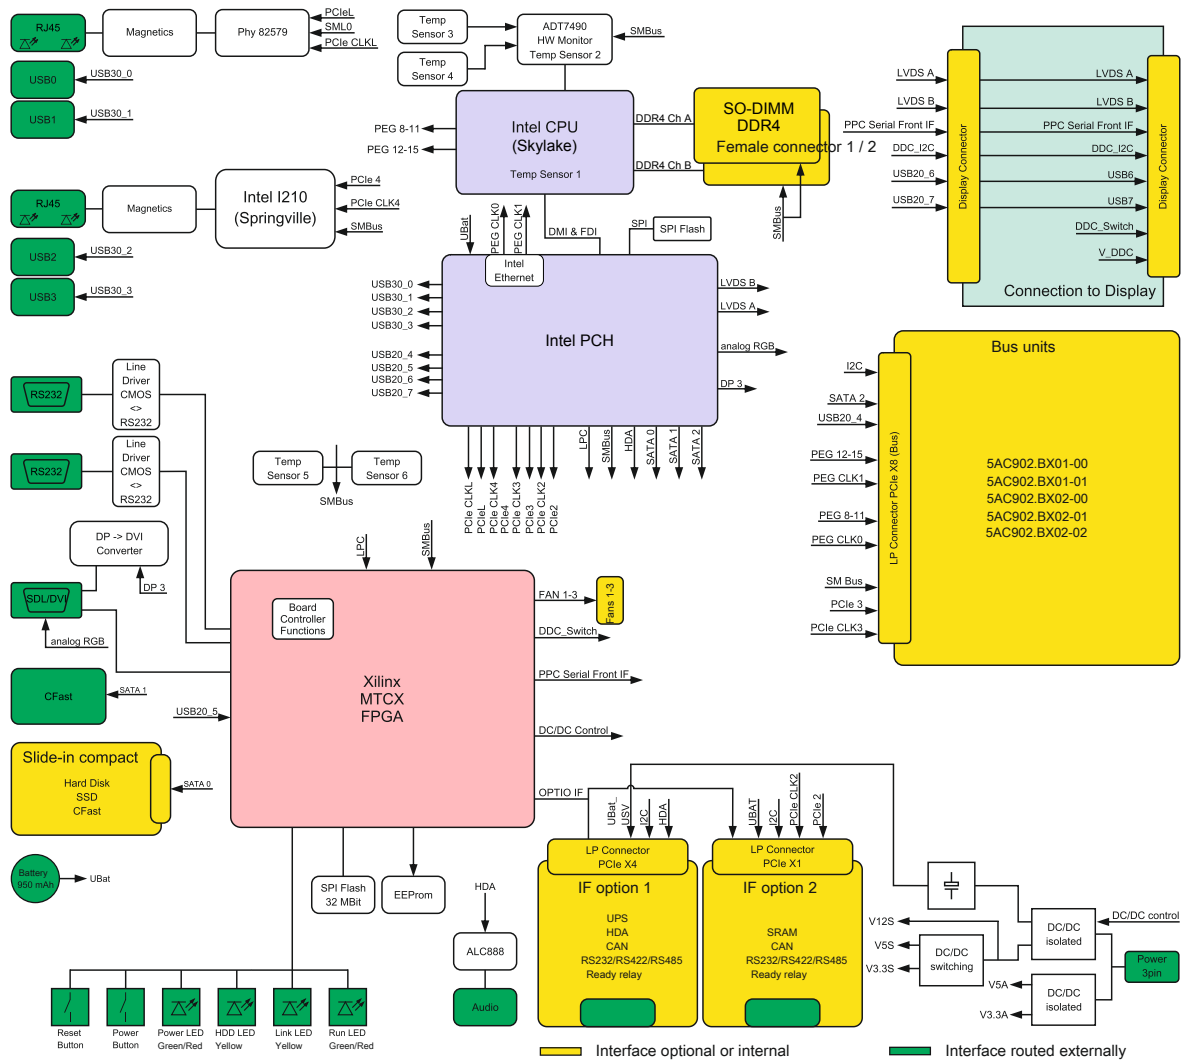 RJ45
Magnetics
Phy 82579
PCIeL
SML0
PCIe CLKL
USB0
USB30_0
USB1
USB30_1
Temp
Sensor 3
Temp
Sensor 4
ADT7490
HW Monitor
Temp Sensor 2
SMBus
Intel CPU
(Skylake)
Temp Sensor 1
PEG 8-11
PEG 12-15
DDR4 Ch A
DDR4 Ch B
SO-DIMM
DDR4
Female connector 1 / 2
SMBus
LVDS A
LVDS B
PPC Serial Front IF
DDC_I2C
USB20_6
USB20_7
Display Connector
LVDS A
LVDS B
PPC Serial Front IF
DDC_I2C
USB6
USB7
DDC_Switch
V_DDC
Display Connector
Connection to Display
RJ45
Magnetics
Intel I210
(Springville)
PCIe 4
PCIe CLK4
SMBus
USB2
USB30_2
USB3
USB30_3
UBat
PEG CLK0
PEG CLK1
DMI & FDI
SPI
SPI Flash
Intel
Ethernet
Intel PCH
USB30_0
USB30_1
USB30_2
USB30_3
USB20_4
USB20_5
USB20_6
USB20_7
LVDS B
LVDS A
analog RGB
DP 3
PCIe CLKL
PCIeL
PCIe CLK4
PCIe4
PCIe CLK3
PCIe3
PCIe CLK2
PCIe2
LPC
SMBus
HDA
SATA 0
SATA 1
SATA 2
Bus units
I2C
SATA 2
USB20_4
PEG 12-15
PEG CLK1
PEG 8-11
PEG CLK0
SM Bus
PCIe 3
PCIe CLK3
LP Connector PCIe X8 (Bus)
5AC902.BX01-00
5AC902.BX01-01
5AC902.BX02-00
5AC902.BX02-01
5AC902.BX02-02
RS232
Line
Driver
CMOS
<>
RS232
RS232
Line
Driver
CMOS
<>
RS232
Temp
Sensor 5
Temp
Sensor 6
SMBus
DP -> DVI
Converter
DP 3
SDL/DVI
analog RGB
CFast
SATA 1
USB20_5
Slide-in compact
Hard Disk
SSD
CFast
SATA 0
Battery
950 mAh
UBat
LPC
SMBus
Board
Controller
Functions
Xilinx
MTCX
FPGA
FAN 1-3
Fans 1-3
DDC_Switch
PPC Serial Front IF
DC/DC Control
OPTIO IF
SPI Flash
32 MBit
EEProm
HDA
ALC888
Audio
Reset
Button
Power
Button
Power LED
Green/Red
HDD LED
Yellow
Link LED
Yellow
Run LED
Green/Red
UBat_
USV
I2C
HDA
LP Connector
PCIe X4
IF option 1
UPS
HDA
CAN
RS232/RS422/RS485
Ready relay
UBAT
I2C
PCIe CLK2
PCIe 2
LP Connector
PCIe X1
IF option 2
SRAM
CAN
RS232/RS422/RS485
Ready relay
V12S
V5S
V3.3S
DC/DC
switching
DC/DC
isolated
DC/DC control
Power
3pin
V5A
V3.3A
DC/DC
isolated
Interface optional or internal
Interface routed externally